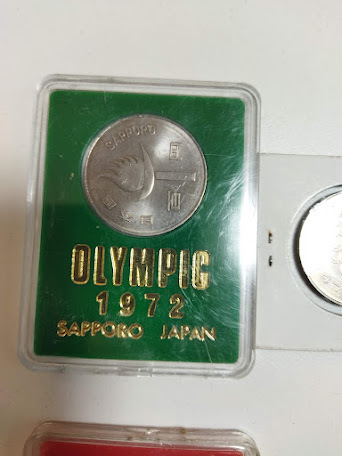 SAPPORO
日本国
百円
OLYMPIC
1972
SAPPORO JAPAN